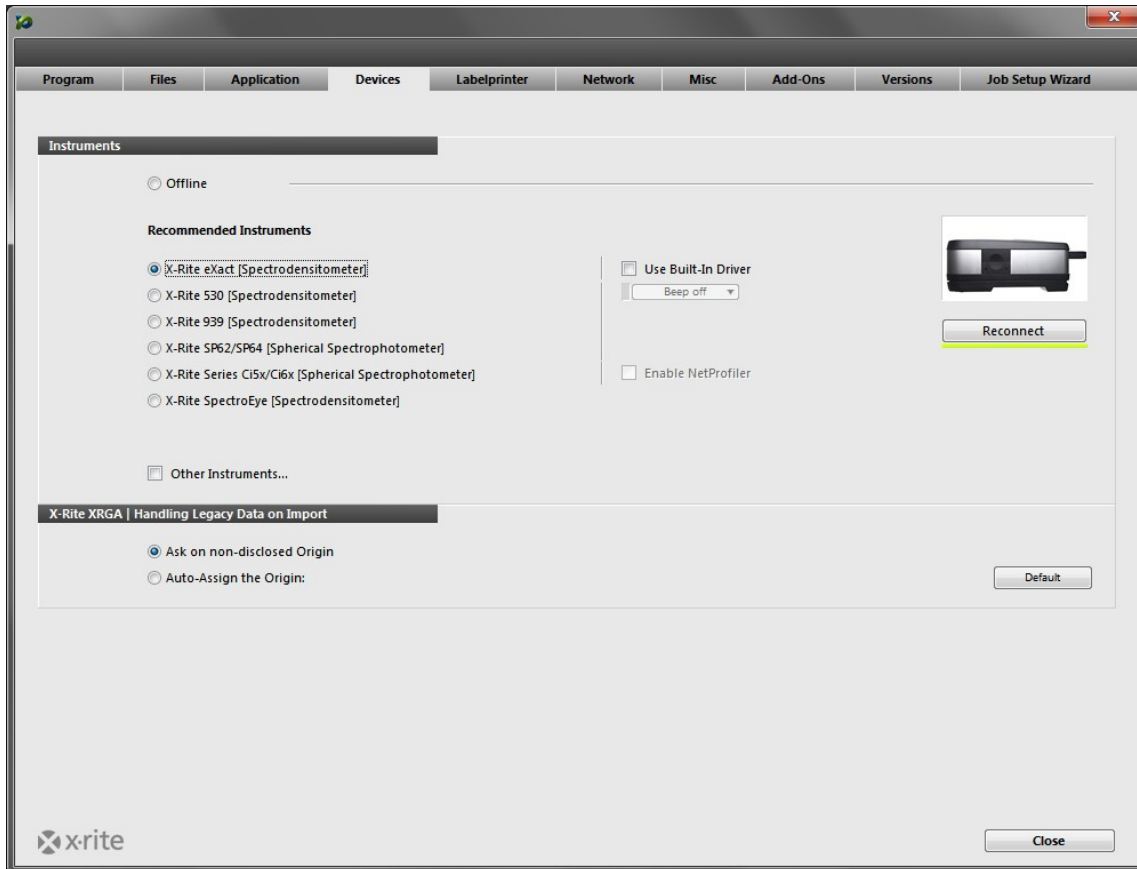 x
Program Files Application Devices Labelprinter Network Misc Add-Ons Versions Job Setup Wizard
Instruments
Offline
Recommended Instruments
X-Rite eXact [Spectrodensitometer]
Use Built-In Driver
X-Rite 530 [Spectrodensitometer]
Beep off
X-Rite 939 [Spectrodensitometer]
Reconnect
X-Rite SP62/SP64 [Spherical Spectrophotometer]
X-Rite Series Ci5x/Ci6x [Spherical Spectrophotometer]
Enable NetProfiler
X-Rite SpectroEye [Spectrodensitometer]
Other Instruments...
X-Rite XRGA | Handling Legacy Data on Import
Ask on non-disclosed Origin
Auto-Assign the Origin:
Default
x·rite
Close